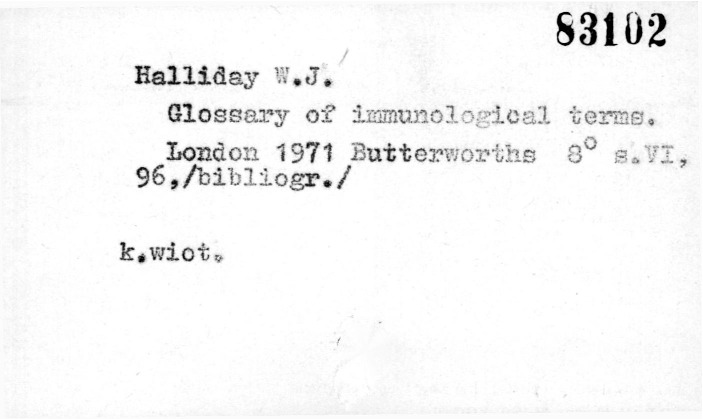 83102
Halliday W.J.
Glossary of immunological terms.
London 1971 Butterworths 8° s.VI,
96,/bibliogr./
k.wiot.